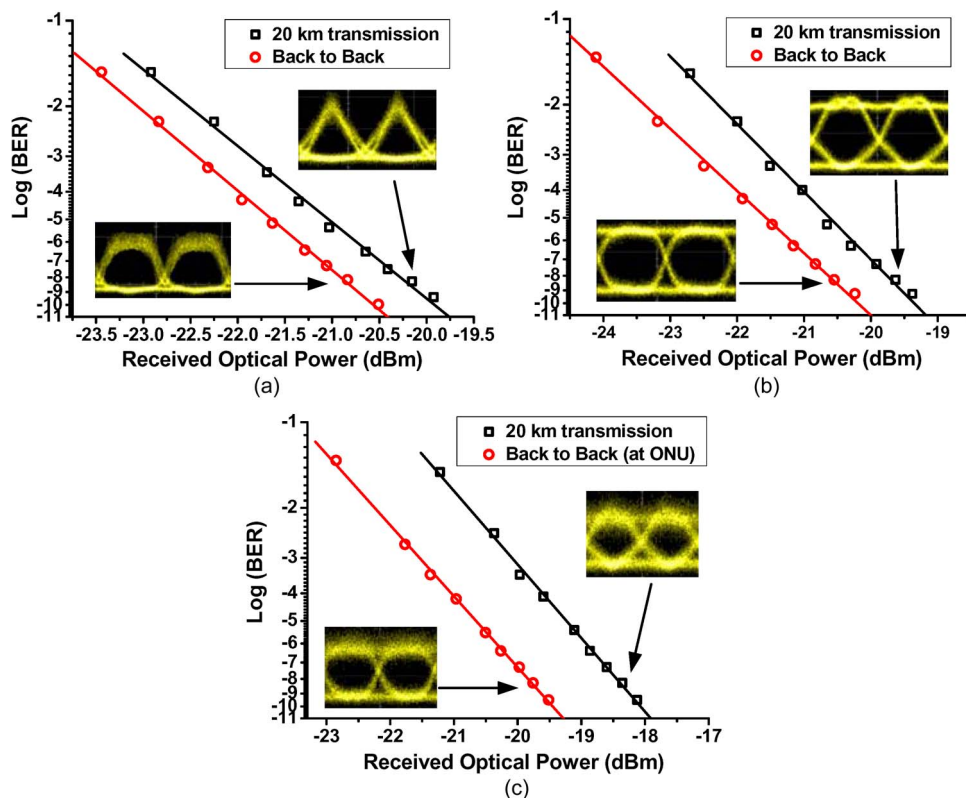 20 km transmission
Back to Back
Log (BER)
-1
-2
-3
-4
-5
-6
-7
-8
-9
-10
-11
-23.5 -23.0 -22.5 -22.0 -21.5 -21.0 -20.5 -20.0 -19.5
Received Optical Power (dBm)
(a)
20 km transmission
Back to Back
Log (BER)
-1
-2
-3
-4
-5
-6
-7
-8
-9
-10
-11
-24 -23 -22 -21 -20 -19
Received Optical Power (dBm)
(b)
20 km transmission
Back to Back (at ONU)
Log (BER)
-1
-2
-3
-4
-5
-6
-7
-8
-9
-10
-11
-23 -22 -21 -20 -19 -18 -17
Received Optical Power (dBm)
(c)